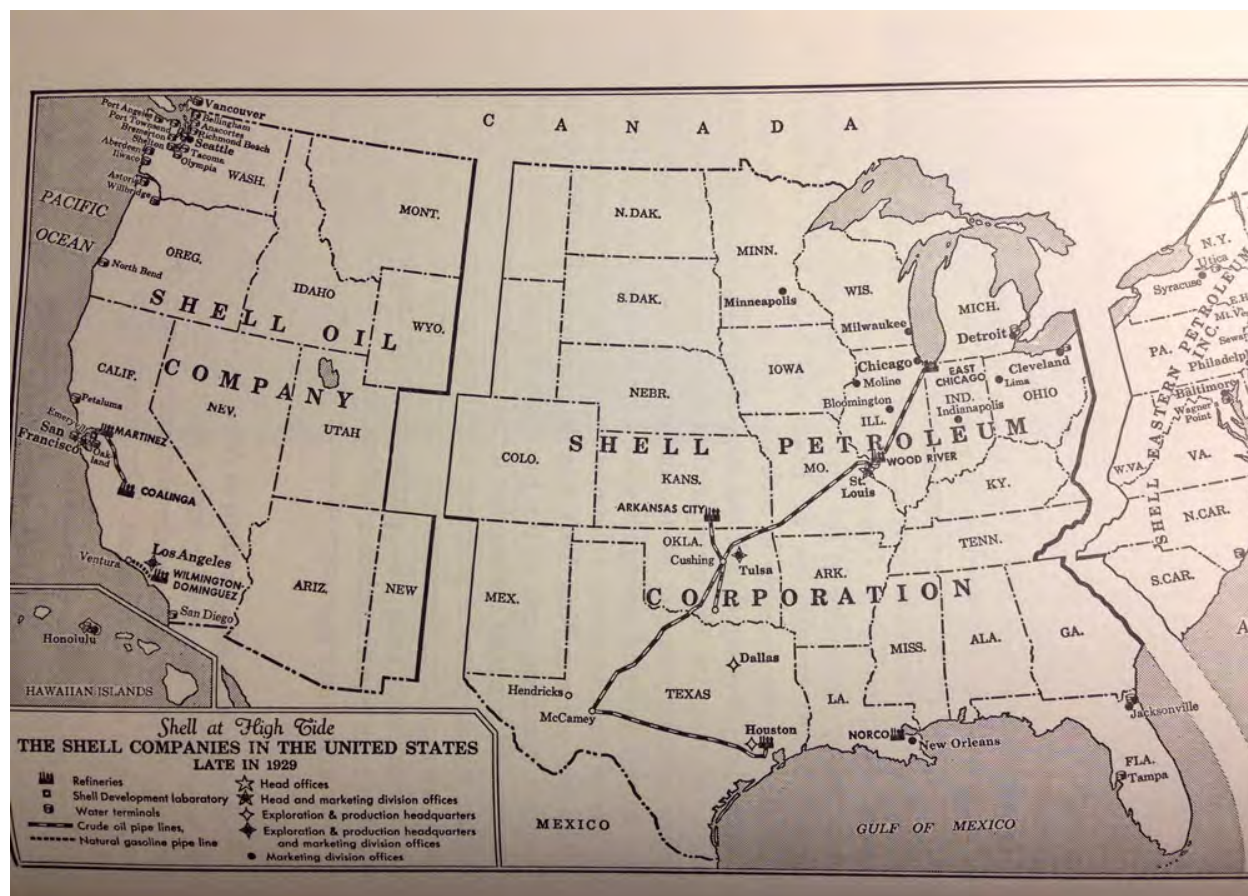 CANADA
Vancouver
Bellingham
Port Angeles
Anacortes
Port Townsend
Richmond Beach
Bremerton
Seattle
Shelton
Tacoma
Aberdeen
Olympia
Ilwaco
WASH.
Astoria
Willbridge
PACIFIC
OCEAN
MONT.
N. DAK.
MINN.
OREG.
North Bend
IDAHO
S. DAK.
Minneapolis
WIS.
MICH.
N.Y.
Utica
Syracuse
SHELL OIL
COMPANY
WYO.
Milwaukee
Detroit
CALIF.
NEV.
UTAH
Petaluma
NEBR.
IOWA
Chicago
Moline
EAST
CHICAGO
Cleveland
Lima
OHIO
IND.
Indianapolis
Bloomington
ILL.
PA.
Baltimore
Wagner
Point
SHELL EASTERN PETROLEUM
INC.
San
Francisco
Oak
land
MARTINEZ
COALINGA
SHELL PETROLEUM
CORPORATION
COLO.
KANS.
MO.
WOOD RIVER
St.
Louis
KY.
W.VA.
VA.
ARKANSAS CITY
OKLA.
Cushing
Tulsa
ARK.
TENN.
N.CAR.
S.CAR.
Ventura
Los Angeles
WILMINGTON-
DOMINGUEZ
San Diego
ARIZ.
NEW
MEX.
Dallas
TEXAS
Hendricks
McCamey
Houston
LA.
MISS.
ALA.
GA.
NORCO
New Orleans
Jacksonville
FLA.
Tampa
Honolulu
HAWAIIAN ISLANDS
MEXICO
GULF OF MEXICO
Shell at High Tide
THE SHELL COMPANIES IN THE UNITED STATES
LATE IN 1929
Refineries
Shell Development laboratory
Water terminals
Crude oil pipe lines,
Natural gasoline pipe line
Head offices
Head and marketing division offices
Exploration & production headquarters
Exploration & production headquarters
and marketing division offices
Marketing division offices